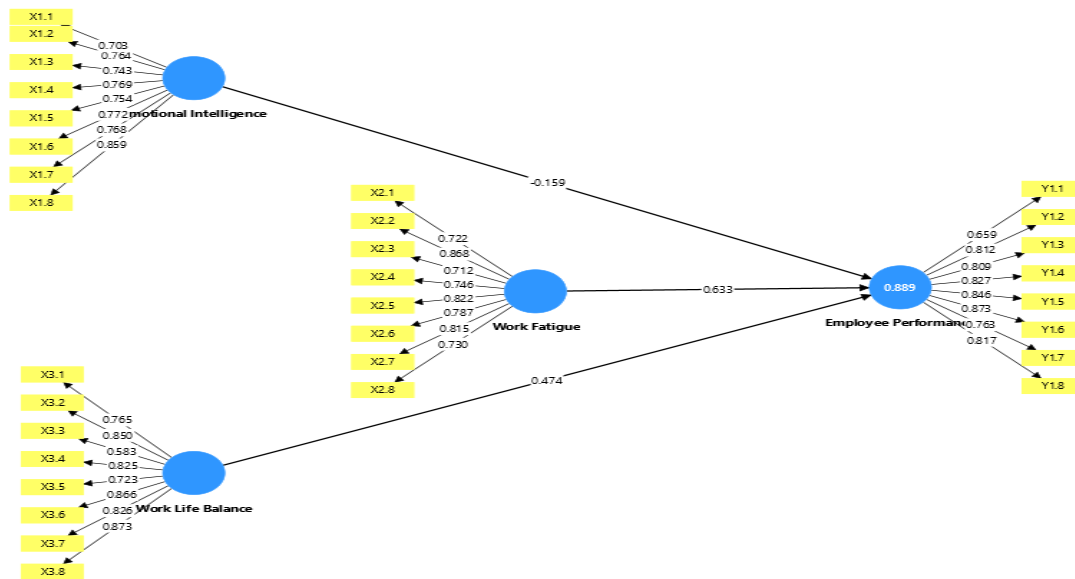 X1.1
X1.2
X1.3
X1.4
X1.5
X1.6
X1.7
X1.8
0.703
0.764
0.743
0.769
0.754
0.772
0.768
0.859
motional Intelligence
-0.159
X2.1
X2.2
X2.3
X2.4
X2.5
X2.6
X2.7
X2.8
0.722
0.868
0.712
0.746
0.822
0.787
0.815
0.730
Work Fatigue
0.633
X3.1
X3.2
X3.3
X3.4
X3.5
X3.6
X3.7
X3.8
0.765
0.850
0.583
0.825
0.723
0.866
0.826
0.873
Work Life Balance
0.474
0.889
Employee Performan
0.659
0.812
0.809
0.827
0.846
0.873
0.763
0.817
Y1.1
Y1.2
Y1.3
Y1.4
Y1.5
Y1.6
Y1.7
Y1.8